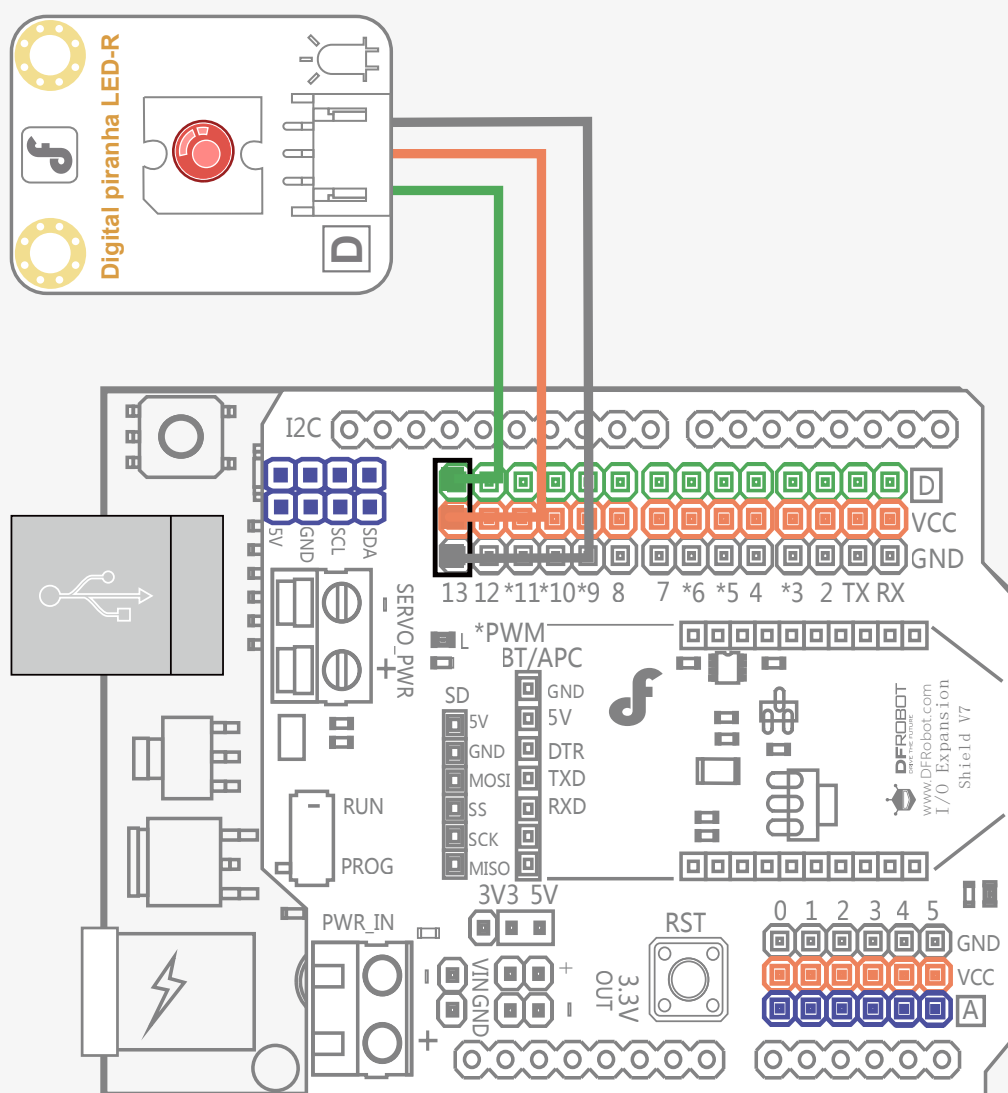 Digital piranha LED-R
D
I2C
D
VCC
GND
5V
GND
SCL
SDA
13 12 *11 *10 *9 8 7 *6 *5 4 *3 2 TX RX
- SERVO_PWR +
*PWM
L
BT/APC
SD
GND
5V
DTR
TXD
RXD
5V
GND
MOSI
SS
SCK
MISO
RUN
PROG
DFROBOT
DRIVE THE FUTURE
www.DFRobot.com
I/O Expansion
Shield V7
3V3 5V
PWR_IN
-
+
VIN
GND
+
-
3.3V
OUT
RST
0 1 2 3 4 5
GND
VCC
A